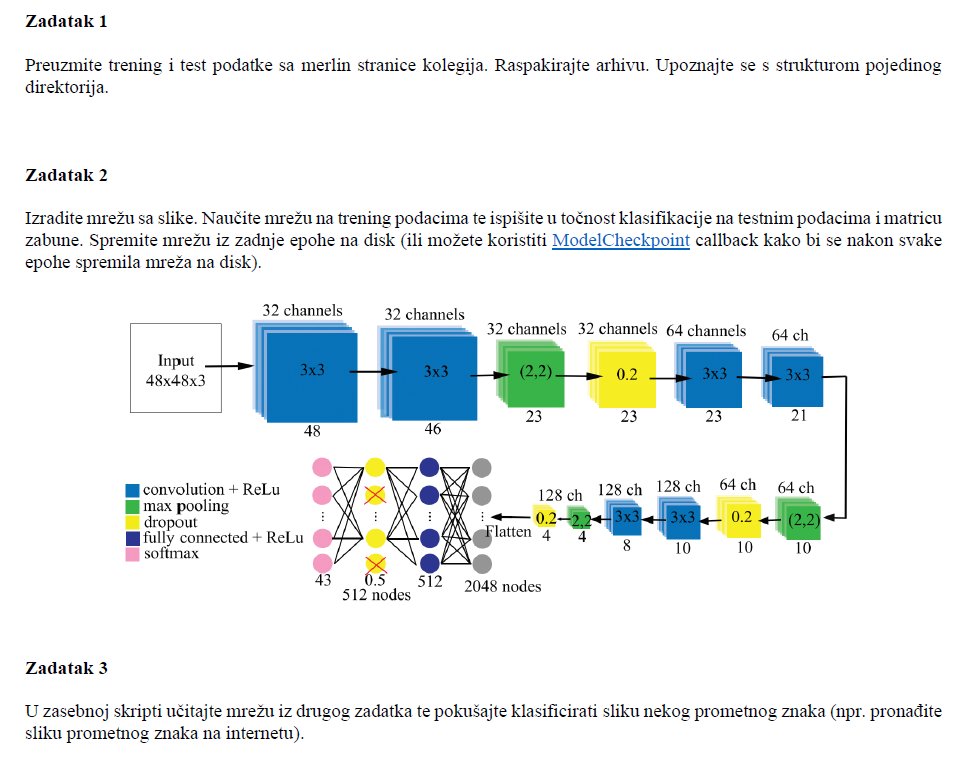 Zadatak 1
Preuzmite trening i test podatke sa merlin stranice kolegija. Raspakirajte arhivu. Upoznajte se s strukturom pojedinog
direktorija.
Zadatak 2
Izradite mrežu sa slike. Naučite mrežu na trening podacima te ispišite u točnost klasifikacije na testnim podacima i matricu
zabune. Spremite mrežu iz zadnje epohe na disk (ili možete koristiti ModelCheckpoint callback kako bi se nakon svake
epohe spremila mreža na disk).
32 channels
32 channels
32 channels
32 channels
64 channels
64 ch
Input
48x48x3
3x3
3x3
(2,2)
0.2
3x3
3x3
48
46
23
23
23
21
convolution + ReLu
max pooling
dropout
fully connected + ReLu
softmax
128 ch
128 ch
128 ch
64 ch
64 ch
Flatten
0.2
2,2
3x3
3x3
0.2
(2,2)
4
4
8
10
10
10
43
0.5
512
512 nodes
2048 nodes
Zadatak 3
U zasebnoj skripti učitajte mrežu iz drugog zadatka te pokušajte klasificirati sliku nekog prometnog znaka (npr. pronađite
sliku prometnog znaka na internetu).